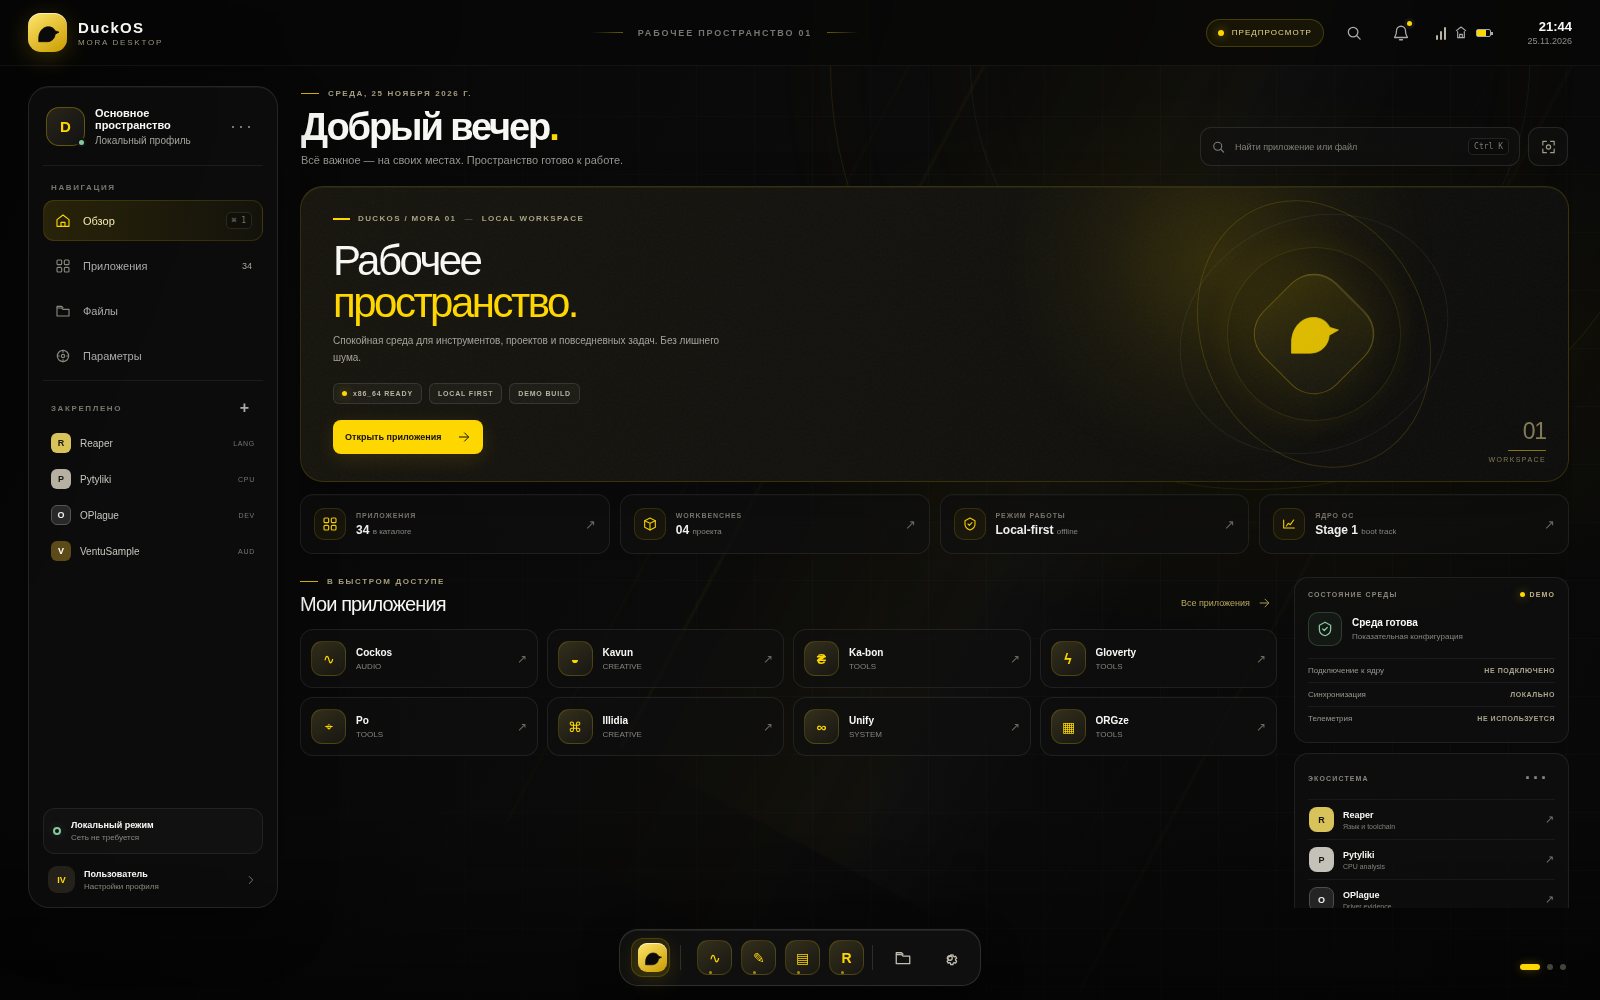 DuckOS
MORA DESKTOP
РАБОЧЕЕ ПРОСТРАНСТВО 01
ПРЕДПРОСМОТР
21:44
25.11.2026
D
Основное
пространство
Локальный профиль
НАВИГАЦИЯ
Обзор
⌘ 1
Приложения
34
Файлы
Параметры
ЗАКРЕПЛЕНО
+
R
Reaper
LANG
P
Pytyliki
CPU
O
OPlague
DEV
V
VentuSample
AUD
Локальный режим
Сеть не требуется
IV
Пользователь
Настройки профиля
СРЕДА, 25 НОЯБРЯ 2026 Г.
Добрый вечер.
Всё важное — на своих местах. Пространство готово к работе.
Найти приложение или файл
Ctrl K
DUCKOS / MORA 01 — LOCAL WORKSPACE
Рабочее
пространство.
Спокойная среда для инструментов, проектов и повседневных задач. Без лишнего
шума.
x86_64 READY
LOCAL FIRST
DEMO BUILD
Открыть приложения
01
WORKSPACE
ПРИЛОЖЕНИЯ
34 в каталоге
WORKBENCHES
04 проекта
РЕЖИМ РАБОТЫ
Local-first offline
ЯДРО ОС
Stage 1 boot track
В БЫСТРОМ ДОСТУПЕ
Мои приложения
Все приложения
Cockos
AUDIO
Kavun
CREATIVE
Ka-bon
TOOLS
Gloverty
TOOLS
Po
TOOLS
Illidia
CREATIVE
Unify
SYSTEM
ORGze
TOOLS
СОСТОЯНИЕ СРЕДЫ
DEMO
Среда готова
Показательная конфигурация
Подключение к ядру
НЕ ПОДКЛЮЧЕНО
Синхронизация
ЛОКАЛЬНО
Телеметрия
НЕ ИСПОЛЬЗУЕТСЯ
ЭКОСИСТЕМА
R
Reaper
Язык и toolchain
P
Pytyliki
CPU analysis
O
OPlague
Driver evidence
R